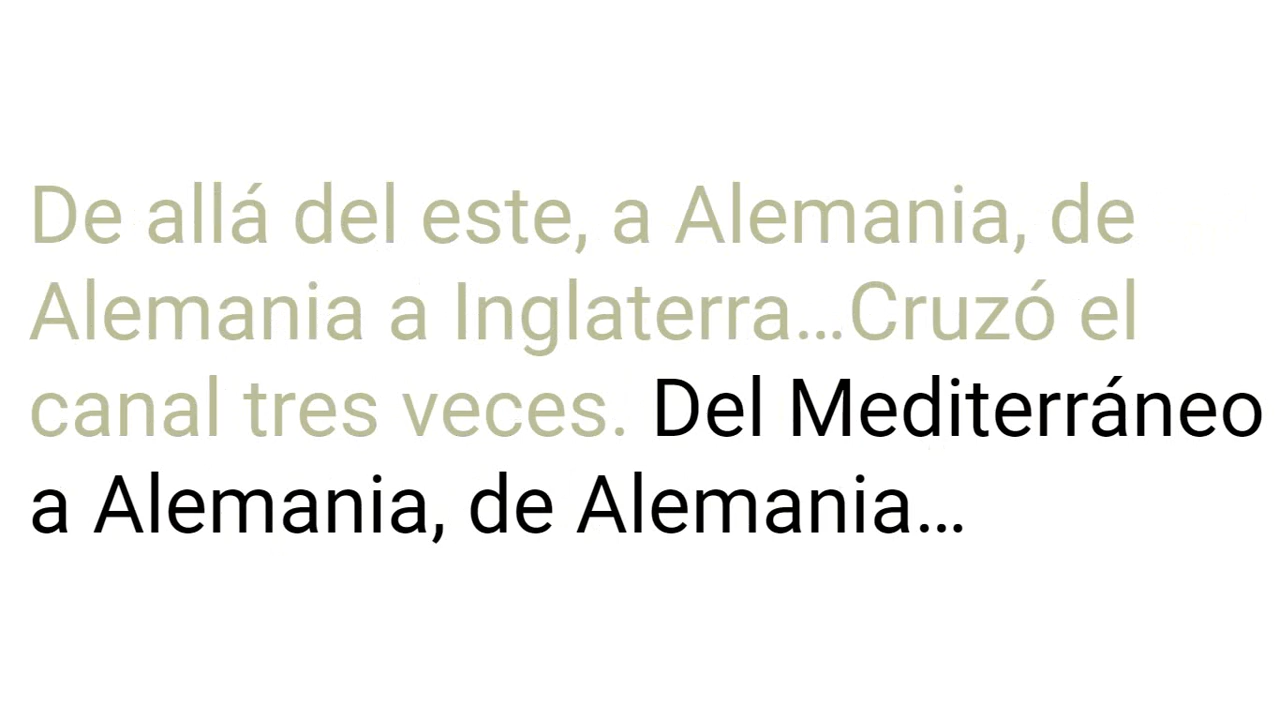 De allá del este, a Alemania, de
Alemania a Inglaterra...Cruzó el
canal tres veces. Del Mediterráneo
a Alemania, de Alemania...